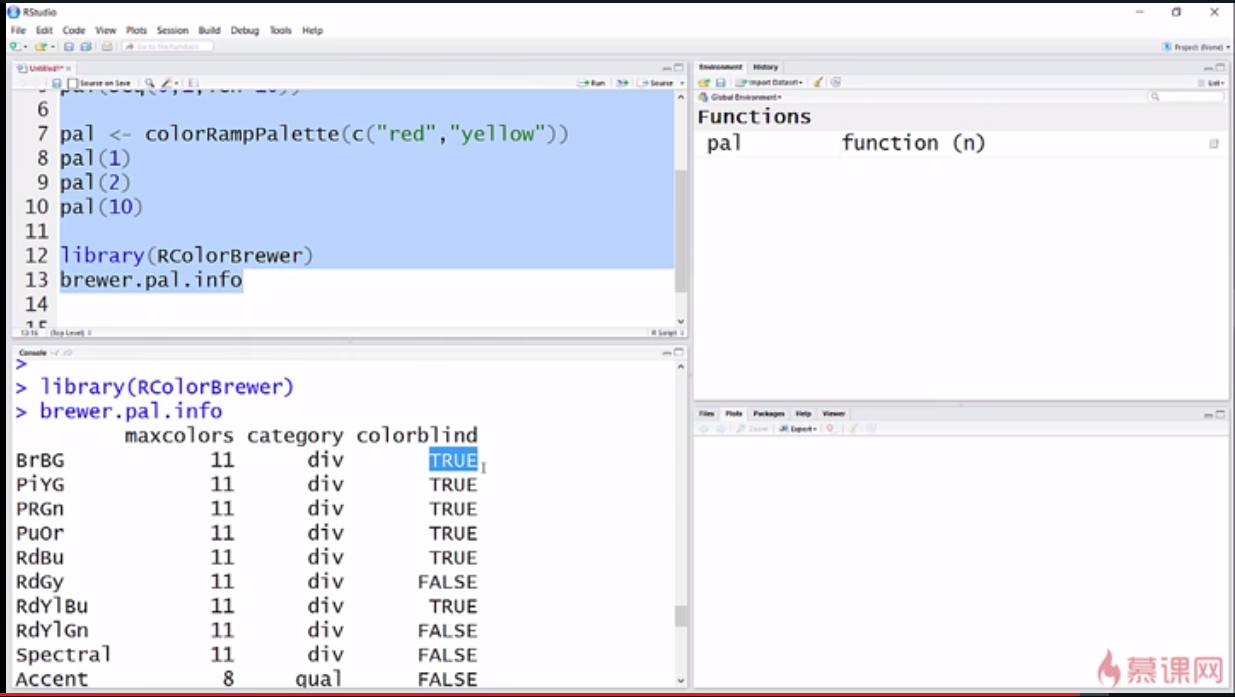 RStudio
File Edit Code View Plots Session Build Debug Tools Help
Go to file/function
Project: (None)
Untitled1*
Source on Save
Run
Source
6
7 pal <- colorRampPalette(c("red","yellow"))
8 pal(1)
9 pal(2)
10 pal(10)
11
12 library(RColorBrewer)
13 brewer.pal.info
14
15
13:16 (Top Level) R Script
Console ~/
>
> library(RColorBrewer)
> brewer.pal.info
maxcolors category colorblind
BrBG 11 div TRUE
PiYG 11 div TRUE
PRGn 11 div TRUE
PuOr 11 div TRUE
RdBu 11 div TRUE
RdGy 11 div FALSE
RdYlBu 11 div TRUE
RdYlGn 11 div FALSE
Spectral 11 div FALSE
Accent 8 qual FALSE
Environment History
Import Dataset
List
Global Environment
Functions
pal function (n)
Files Plots Packages Help Viewer
Zoom Export
慕课网